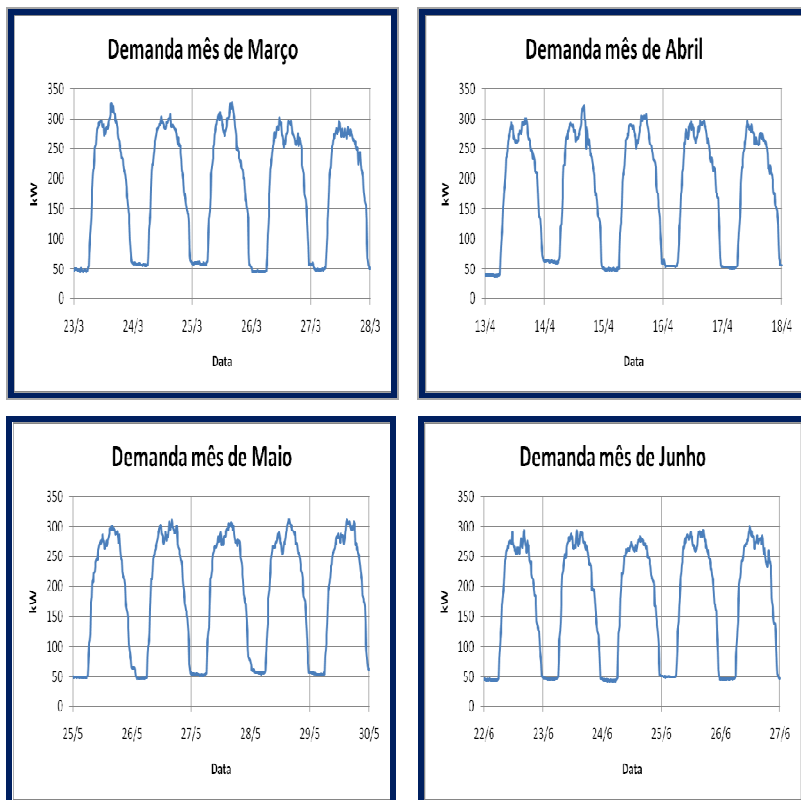 Demanda mês de Março
350
300
250
200
150
100
50
0
kW
23/3 24/3 25/3 26/3 27/3 28/3
Data
Demanda mês de Abril
350
300
250
200
150
100
50
0
kW
13/4 14/4 15/4 16/4 17/4 18/4
Data
Demanda mês de Maio
350
300
250
200
150
100
50
0
kW
25/5 26/5 27/5 28/5 29/5 30/5
Data
Demanda mês de Junho
350
300
250
200
150
100
50
0
kW
22/6 23/6 24/6 25/6 26/6 27/6
Data